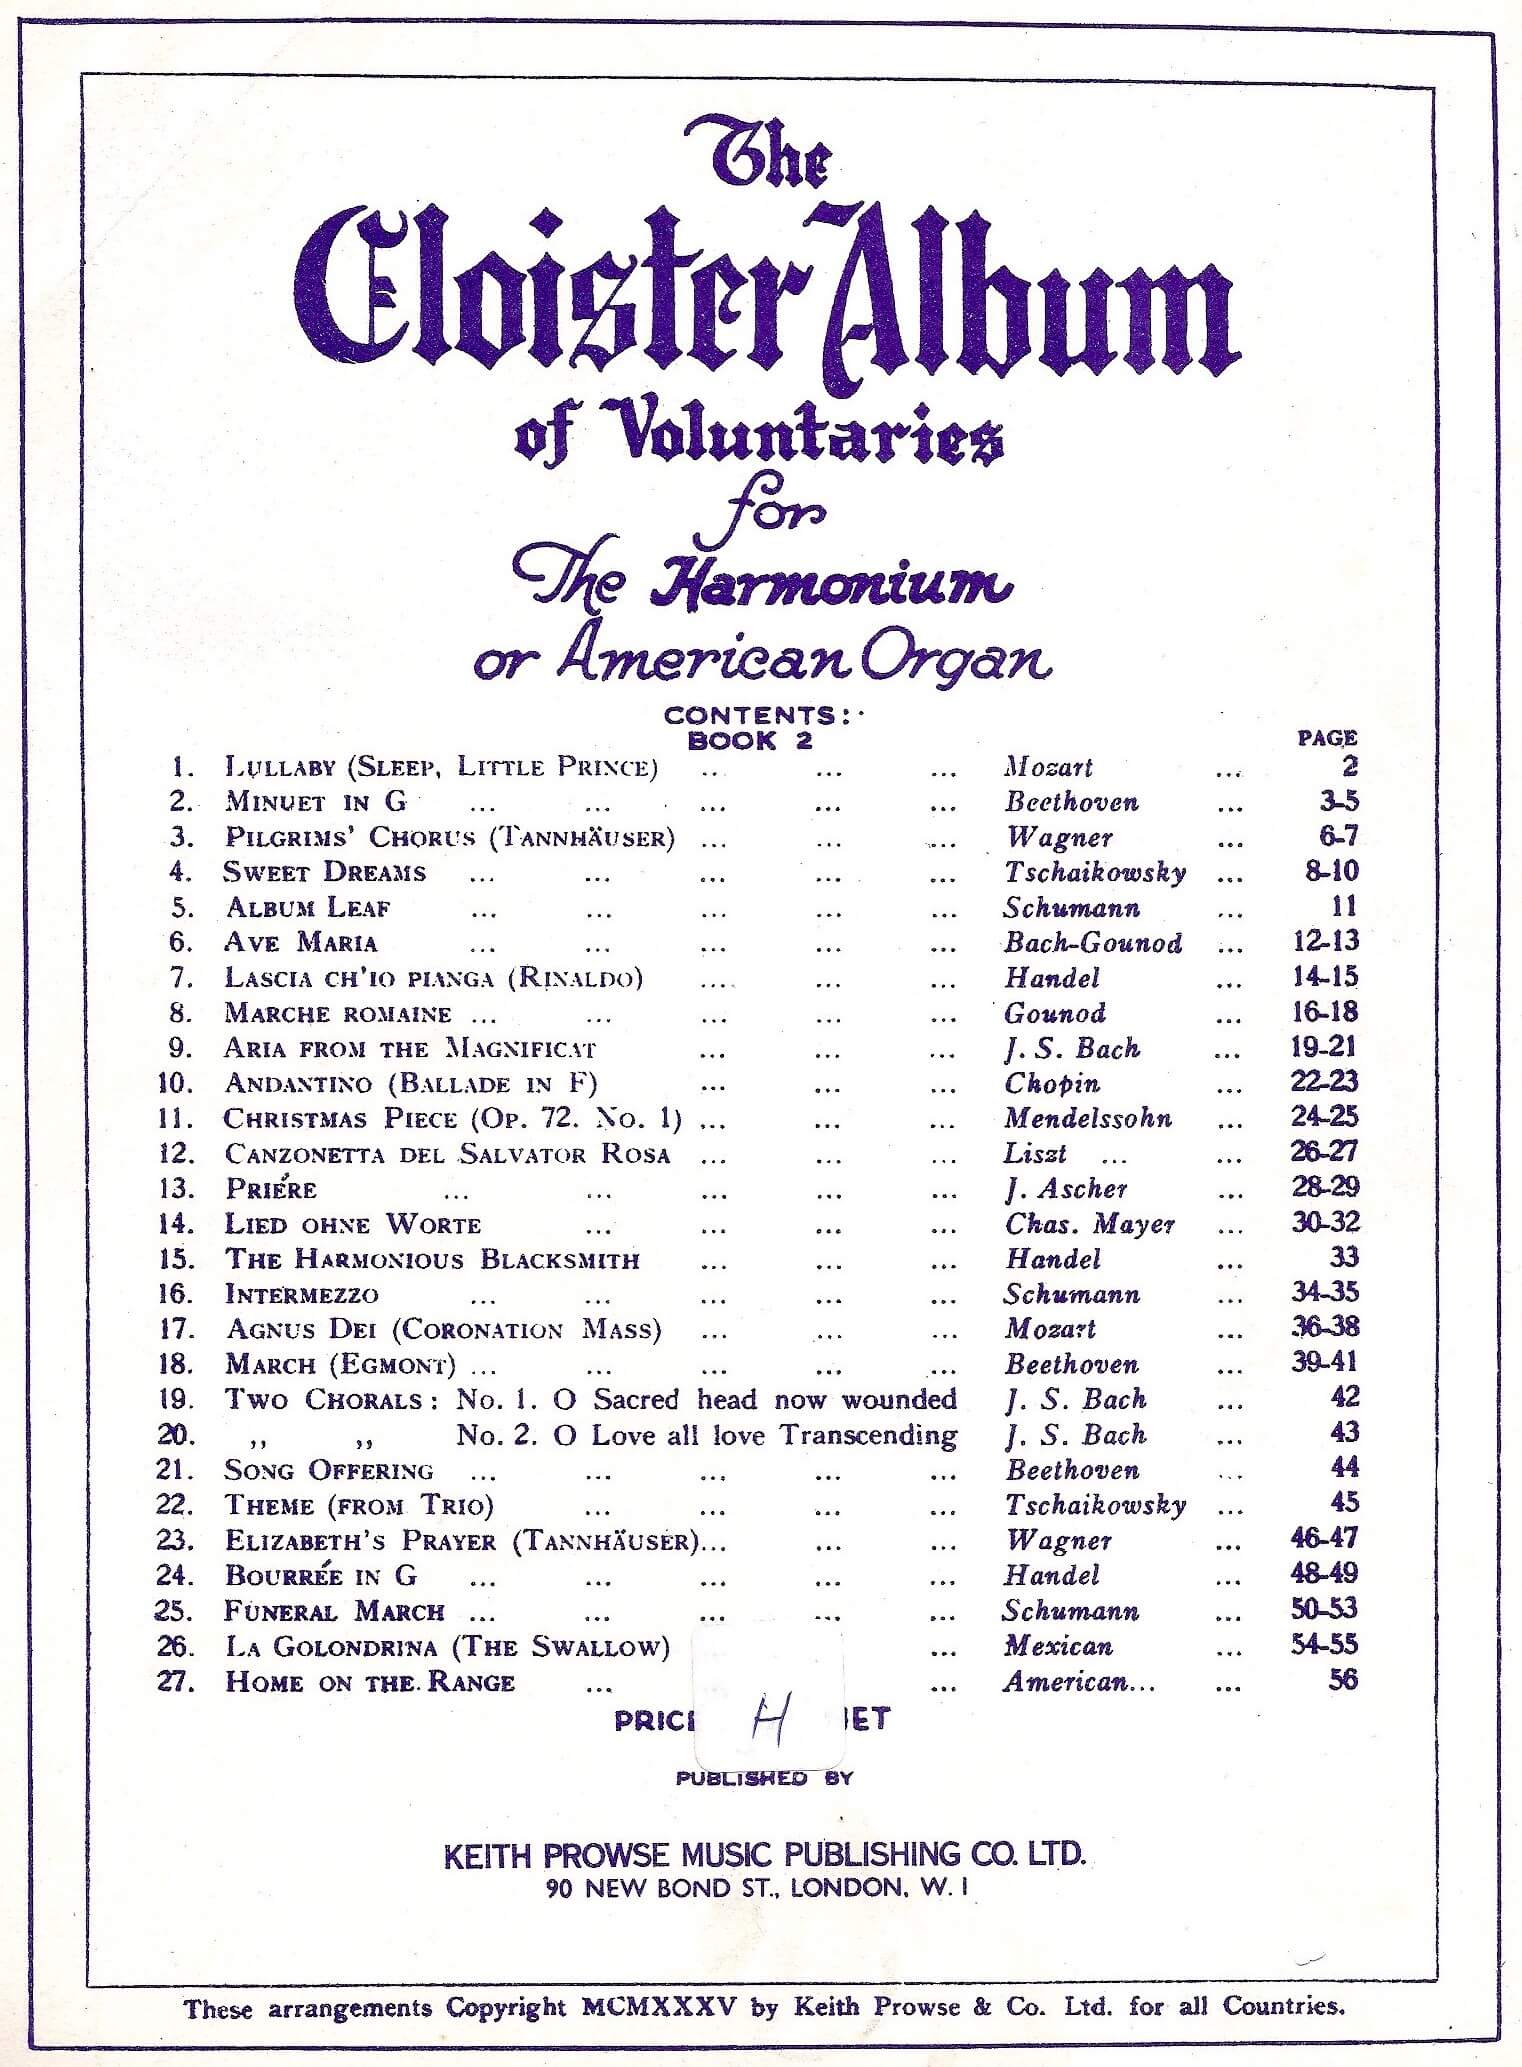 The
Cloister Album
of Voluntaries
for
The Harmonium
or American Organ
CONTENTS:
BOOK 2 PAGE
1. LULLABY (SLEEP, LITTLE PRINCE) .. ... ... Mozart ... 2
2. MINUET IN G ... ... ... ... ... Beethoven ... 3-5
3. PILGRIMS' CHORUS (TANNHÄUSER) ... ... ... Wagner ... 6-7
4. SWEET DREAMS ... ... ... ... ... Tschaikowsky ... 8-10
5. ALBUM LEAF ... ... ... ... ... Schumann ... 11
6. AVE MARIA ... ... ... ... ... Bach-Gounod ... 12-13
7. LASCIA CH'IO PIANGA (RINALDO) ... ... ... Handel ... 14-15
8. MARCHE ROMAINE ... ... ... ... ... Gounod ... 16-18
9. ARIA FROM THE MAGNIFICAT ... ... ... J. S. Bach ... 19-21
10. ANDANTINO (BALLADE IN F) ... ... ... Chopin ... 22-23
11. CHRISTMAS PIECE (OP. 72. NO. 1) ... ... ... Mendelssohn ... 24-25
12. CANZONETTA DEL SALVATOR ROSA ... ... ... Liszt ... ... 26-27
13. PRIÉRE ... ... ... ... ... J. Ascher ... 28-29
14. LIED OHNE WORTE ... ... ... ... Chas. Mayer ... 30-32
15. THE HARMONIOUS BLACKSMITH ... ... ... Handel ... 33
16. INTERMEZZO ... ... ... ... ... Schumann ... 34-35
17. AGNUS DEI (CORONATION MASS) ... ... ... Mozart ... 36-38
18. MARCH (EGMONT) ... ... ... ... ... Beethoven ... 39-41
19. TWO CHORALS: No. 1. O Sacred head now wounded J. S. Bach ... 42
20. ,, ,, No. 2. O Love all love Transcending J. S. Bach ... 43
21. SONG OFFERING ... ... ... ... ... Beethoven ... 44
22. THEME (FROM TRIO) ... ... ... ... Tschaikowsky ... 45
23. ELIZABETH'S PRAYER (TANNHÄUSER)... ... ... Wagner ... 46-47
24. BOURRÉE IN G ... ... ... ... ... Handel ... 48-49
25. FUNERAL MARCH ... ... ... ... ... Schumann ... 50-53
26. LA GOLONDRINA (THE SWALLOW) ... Mexican ... 54-55
27. HOME ON THE RANGE ... ... American... ... 56
H
PUBLISHED BY
KEITH PROWSE MUSIC PUBLISHING CO. LTD.
90 NEW BOND ST., LONDON, W. 1
These arrangements Copyright MCMXXXV by Keith Prowse & Co. Ltd. for all Countries.